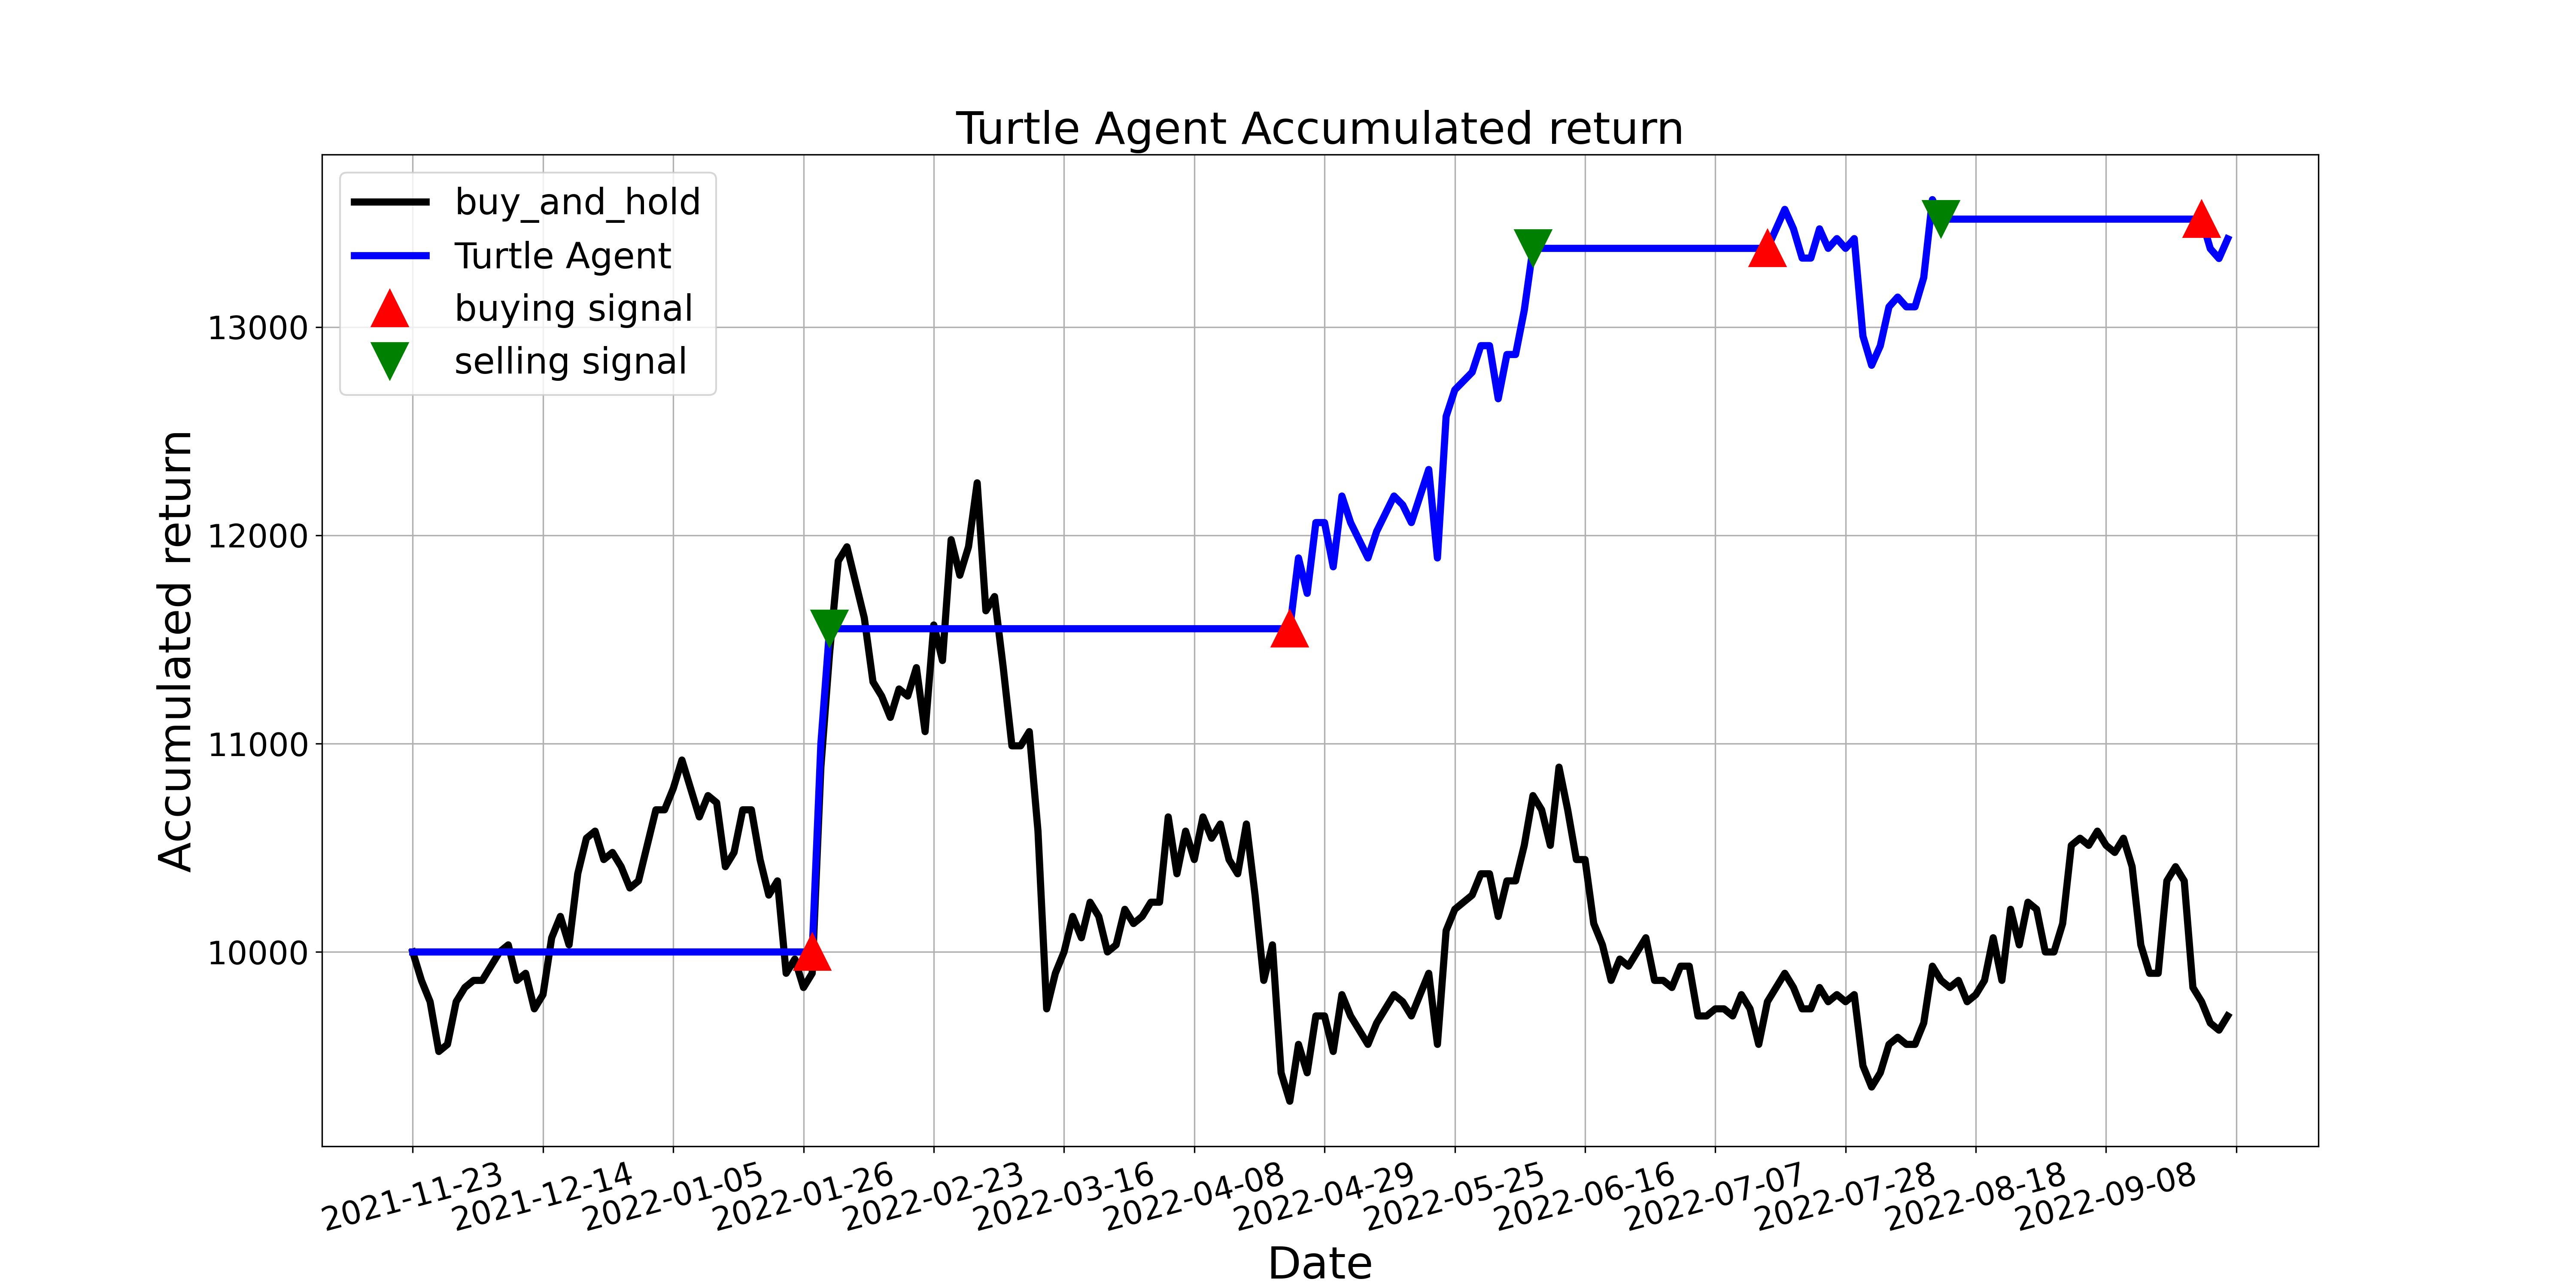 Turtle Agent Accumulated return
buy_and_hold
Turtle Agent
buying signal
selling signal
Accumulated return
13000
12000
11000
10000
2021-11-23
2021-12-14
2022-01-05
2022-01-26
2022-02-23
2022-03-16
2022-04-08
2022-04-29
2022-05-25
2022-06-16
2022-07-07
2022-07-28
2022-08-18
2022-09-08
Date